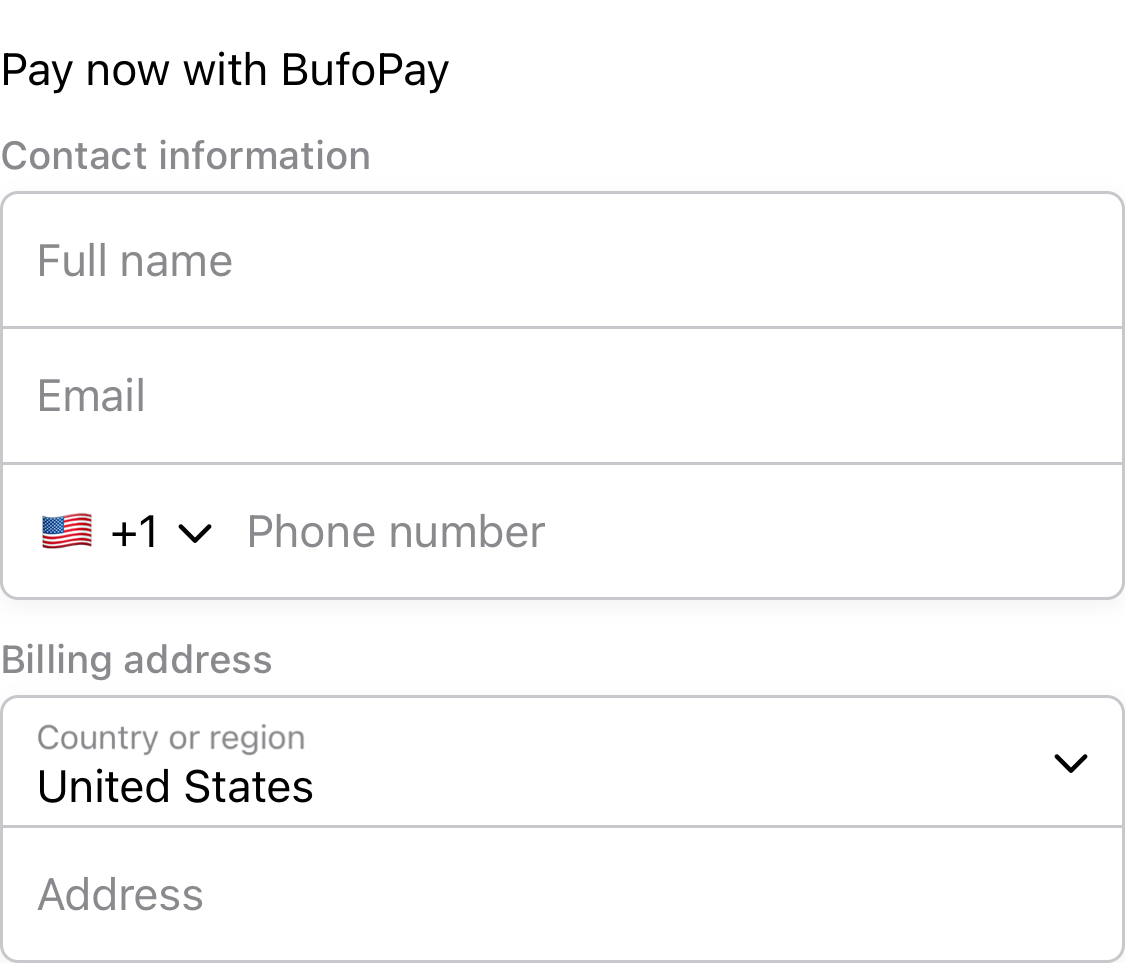 Pay now with BufoPay
Contact information
Full name
Email
+1 Phone number
Billing address
Country or region
United States
Address